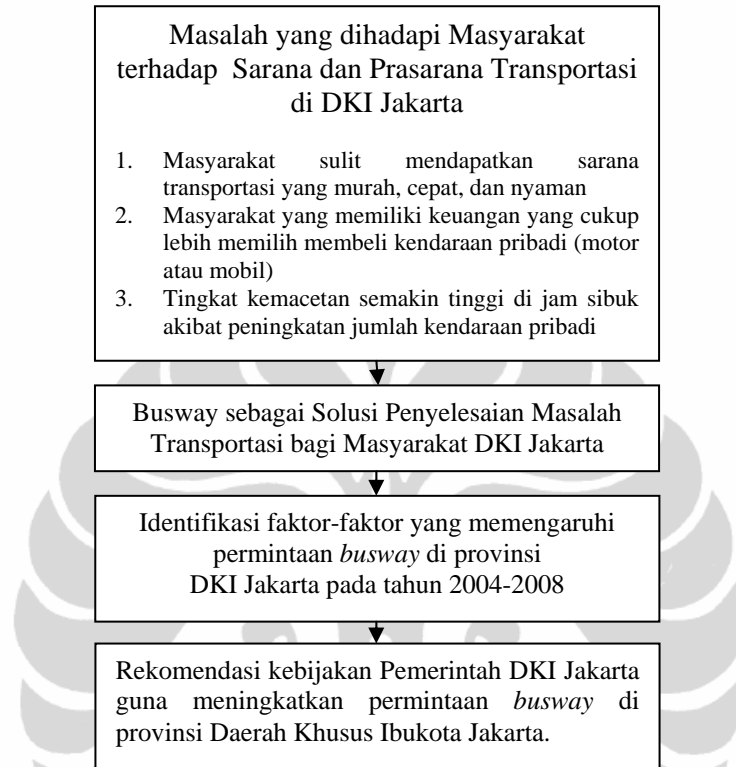 Masalah yang dihadapi Masyarakat
terhadap Sarana dan Prasarana Transportasi
di DKI Jakarta
1. Masyarakat sulit mendapatkan sarana
transportasi yang murah, cepat, dan nyaman
2. Masyarakat yang memiliki keuangan yang cukup
lebih memilih membeli kendaraan pribadi (motor
atau mobil)
3. Tingkat kemacetan semakin tinggi di jam sibuk
akibat peningkatan jumlah kendaraan pribadi
Busway sebagai Solusi Penyelesaian Masalah
Transportasi bagi Masyarakat DKI Jakarta
Identifikasi faktor-faktor yang memengaruhi
permintaan busway di provinsi
DKI Jakarta pada tahun 2004-2008
Rekomendasi kebijakan Pemerintah DKI Jakarta
guna meningkatkan permintaan busway di
provinsi Daerah Khusus Ibukota Jakarta.